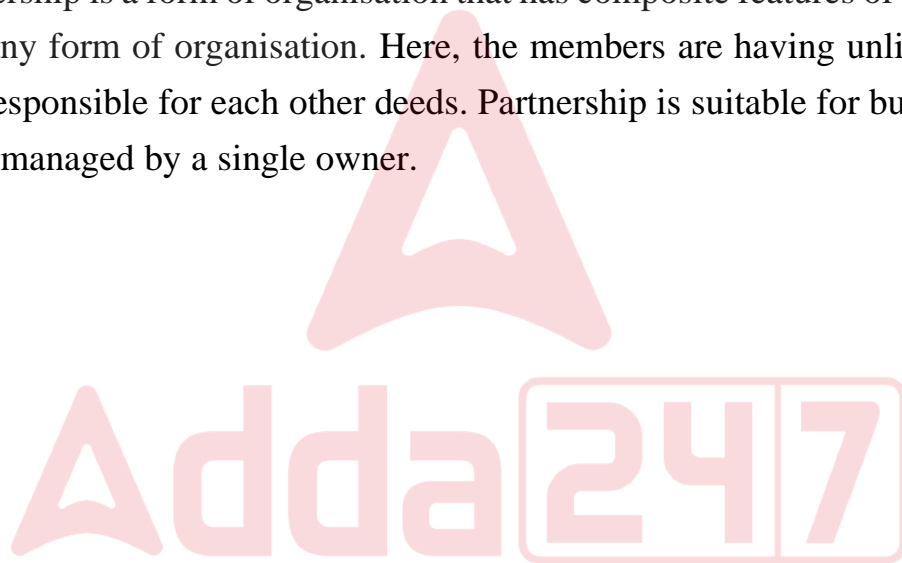 ership is a form of organisation that has composite features of
ny form of organisation. Here, the members are having unli
esponsible for each other deeds. Partnership is suitable for bu
managed by a single owner.
Adda247